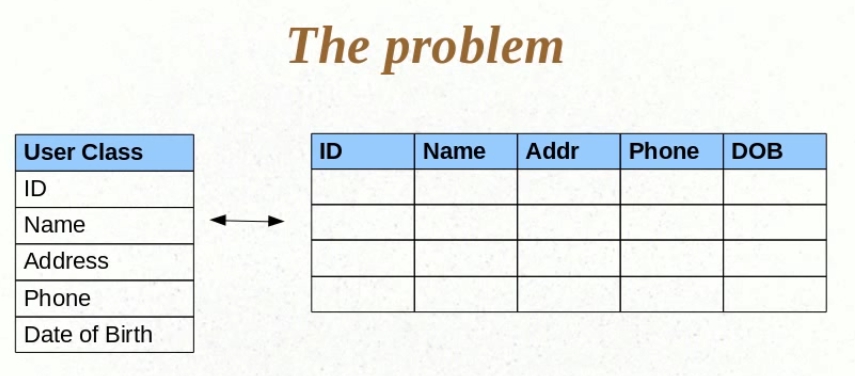 The problem
User Class
ID
Name
Address
Phone
Date of Birth
ID Name Addr Phone DOB